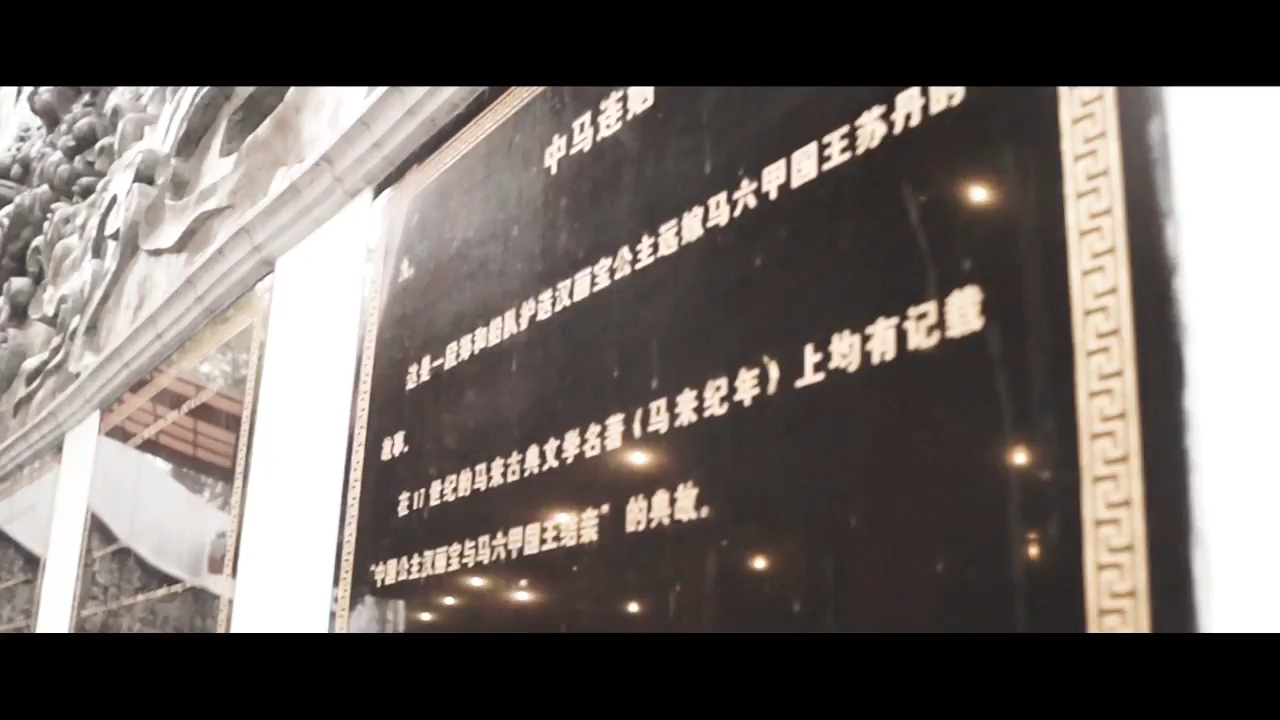 中马连姻
这是一段郑和船队护送汉丽宝公主远嫁马六甲国王苏丹的
故事。
在17世纪的马来古典文学名著（马来纪年）上均有记载
“中国公主汉丽宝与马六甲国王结亲”的典故。